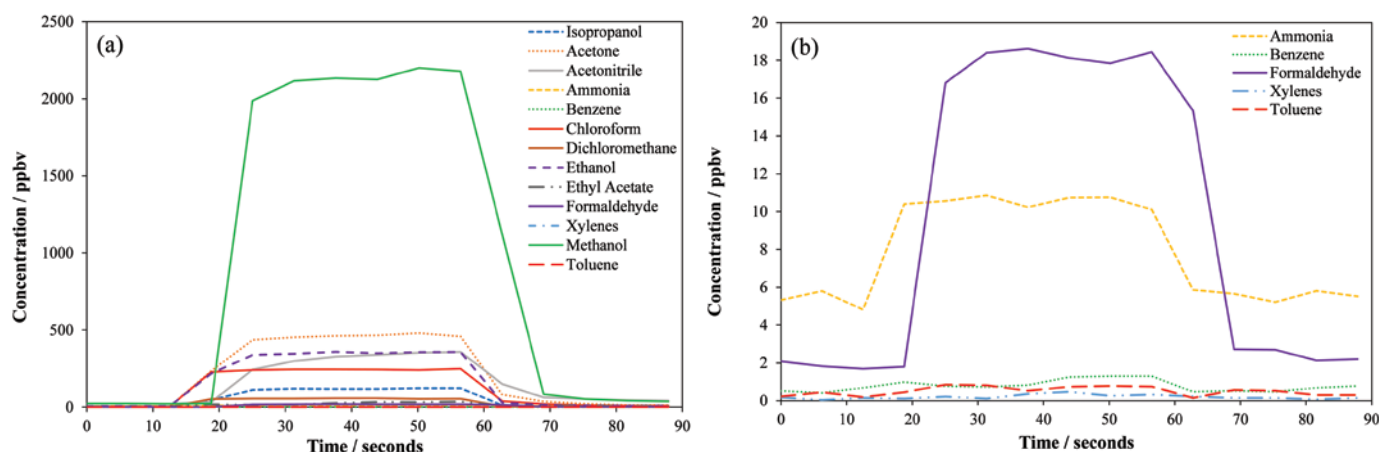 (a)
2500
2000
1500
1000
500
0
Concentration / ppbv
0 10 20 30 40 50 60 70 80 90
Time / seconds
Isopropanol
Acetone
Acetonitrile
Ammonia
Benzene
Chloroform
Dichloromethane
Ethanol
Ethyl Acetate
Formaldehyde
Xylenes
Methanol
Toluene
(b)
20
18
16
14
12
10
8
6
4
2
0
Concentration / ppbv
0 10 20 30 40 50 60 70 80 90
Time / seconds
Ammonia
Benzene
Formaldehyde
Xylenes
Toluene